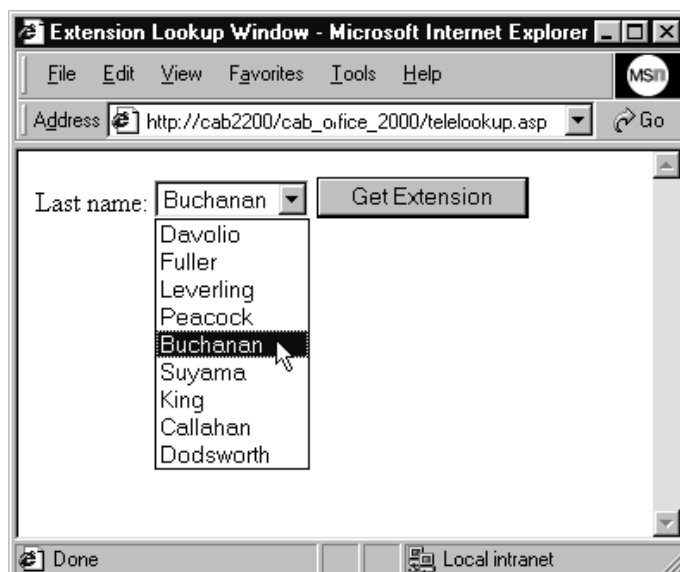 Extension Lookup Window - Microsoft Internet Explorer
File Edit View Favorites Tools Help
msn
Address http://cab2200/cab_office_2000/telelookup.asp Go
Last name: Buchanan Get Extension
Davolio
Fuller
Leverling
Peacock
Buchanan
Suyama
King
Callahan
Dodsworth
Done Local intranet